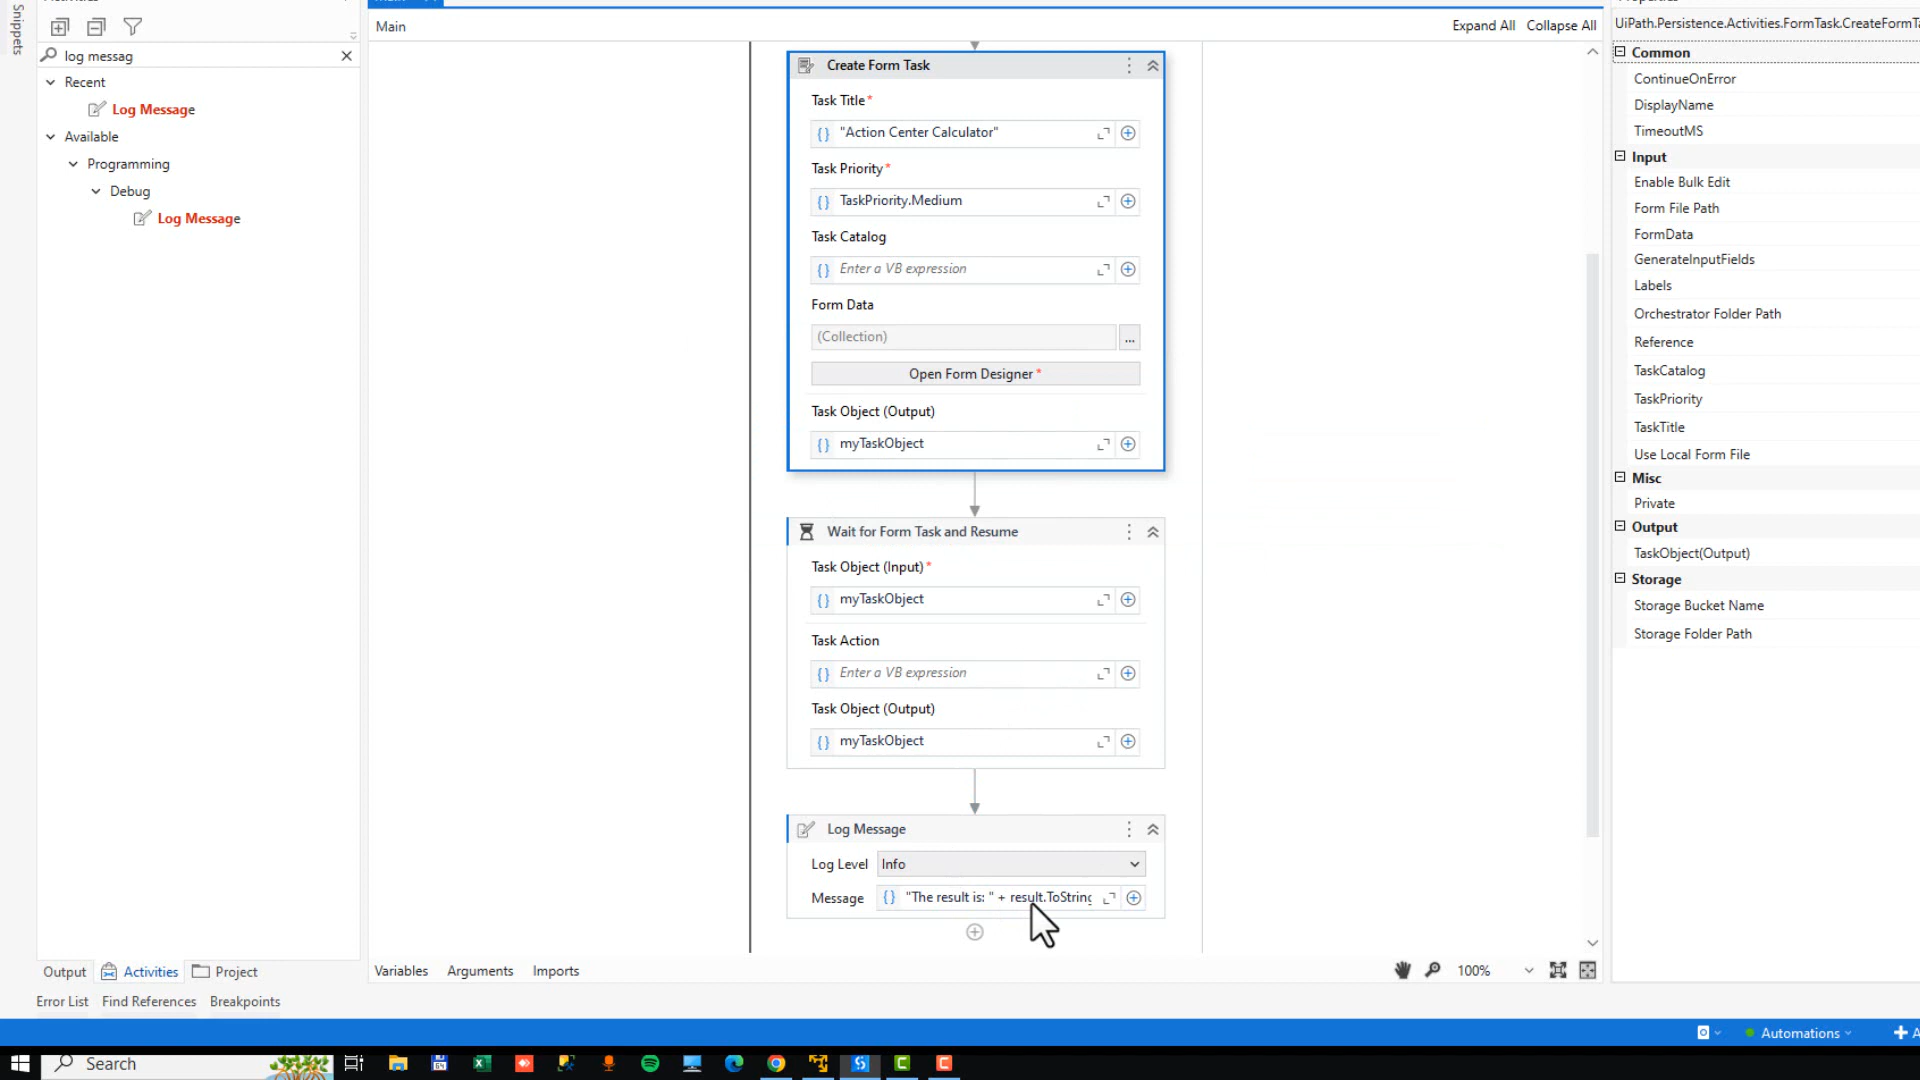 Snippets
log messag
Recent
Log Message
Available
Programming
Debug
Log Message
Output
Activities
Project
Error List
Find References
Breakpoints
Main
Expand All
Collapse All
Create Form Task
Task Title*
"Action Center Calculator"
Task Priority*
TaskPriority.Medium
Task Catalog
Enter a VB expression
Form Data
(Collection)
...
Open Form Designer *
Task Object (Output)
myTaskObject
Wait for Form Task and Resume
Task Object (Input)*
myTaskObject
Task Action
Enter a VB expression
Task Object (Output)
myTaskObject
Log Message
Log Level
Info
Message
"The result is: " + result.ToString
Variables
Arguments
Imports
100%
UiPath.Persistence.Activities.FormTask.CreateFormTa
Common
ContinueOnError
DisplayName
TimeoutMS
Input
Enable Bulk Edit
Form File Path
FormData
GenerateInputFields
Labels
Orchestrator Folder Path
Reference
TaskCatalog
TaskPriority
TaskTitle
Use Local Form File
Misc
Private
Output
TaskObject(Output)
Storage
Storage Bucket Name
Storage Folder Path
Automations
Search